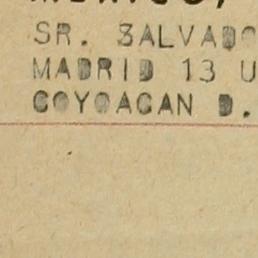 SR. SALVADO
MADRID 13 U
COYOACAN D.